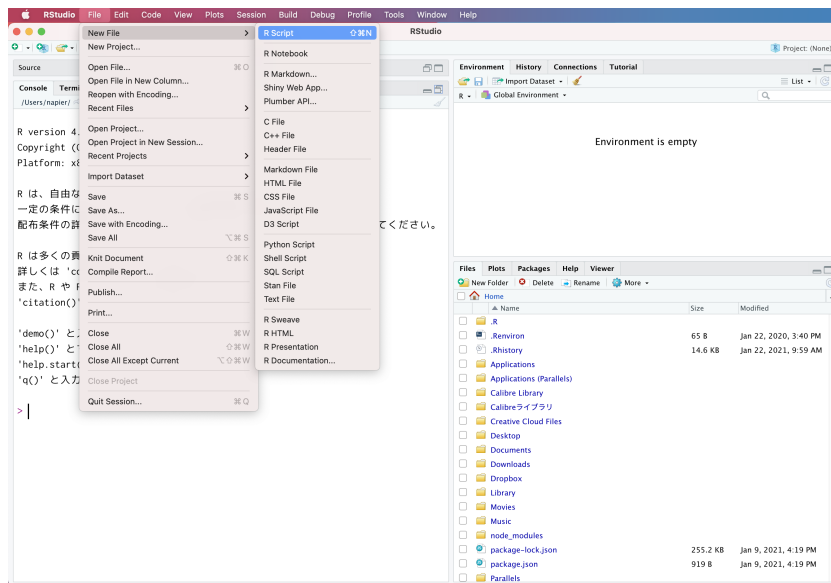 RStudio File Edit Code View Plots Session Build Debug Profile Tools Window Help
RStudio
Project: (None)
New File
New Project...
Open File... ⌘O
Open File in New Column...
Reopen with Encoding...
Recent Files
Open Project...
Open Project in New Session...
Recent Projects
Import Dataset
Save ⌘S
Save As...
Save with Encoding...
Save All ⌥⌘S
Knit Document ⇧⌘K
Compile Report...
Publish...
Print...
Close ⌘W
Close All ⇧⌘W
Close All Except Current ⌥⇧⌘W
Close Project
Quit Session... ⌘Q
R Script ⇧⌘N
R Notebook
R Markdown...
Shiny Web App...
Plumber API...
C File
C++ File
Header File
Markdown File
HTML File
CSS File
JavaScript File
D3 Script
Python Script
Shell Script
SQL Script
Stan File
Text File
R Sweave
R HTML
R Presentation
R Documentation...
Source
Console Termi
/Users/napier/
R version 4.
Copyright (
Platform: x8
R は、自由な
一定の条件に
配布条件の詳 てください。
R は多くの貢
詳しくは 'co
また、R や
'citation()'
'demo()' と
'help()' と
'help.start(
'q()' と入力
>
Environment History Connections Tutorial
Import Dataset List
R Global Environment
Environment is empty
Files Plots Packages Help Viewer
New Folder Delete Rename More
Home
Name Size Modified
.R
.Renviron 65 B Jan 22, 2020, 3:40 PM
.Rhistory 14.6 KB Jan 22, 2021, 9:59 AM
Applications
Applications (Parallels)
Calibre Library
Calibreライブラリ
Creative Cloud Files
Desktop
Documents
Downloads
Dropbox
Library
Movies
Music
node_modules
package-lock.json 255.2 KB Jan 9, 2021, 4:19 PM
package.json 919 B Jan 9, 2021, 4:19 PM
Parallels